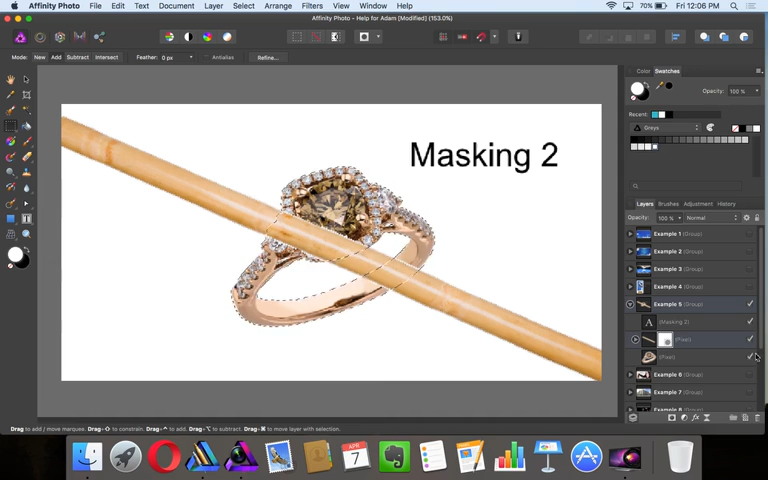 Affinity Photo File Edit Text Document Layer Select Arrange Filters View Window Help 70% Fri 12:06 PM
Affinity Photo - Help for Adam [Modified] (153.0%)
Mode: New Add Subtract Intersect Feather: 0 px Antialias Refine...
Color Swatches
Opacity: 100 %
Recent:
Greys
Masking 2
Layers Brushes Adjustment History
Opacity: 100 % Normal
Example 1 (Group)
Example 2 (Group)
Example 3 (Group)
Example 4 (Group)
Example 5 (Group)
A (Masking 2)
(Pixel)
(Pixel)
Example 6 (Group)
Example 7 (Group)
Example 8 (Group)
Drag = to add / move marquee. Drag+⇧ to constrain. Drag+^ to add. Drag+⌥ to subtract. Drag+⌘ to move layer with selection.
APR
7